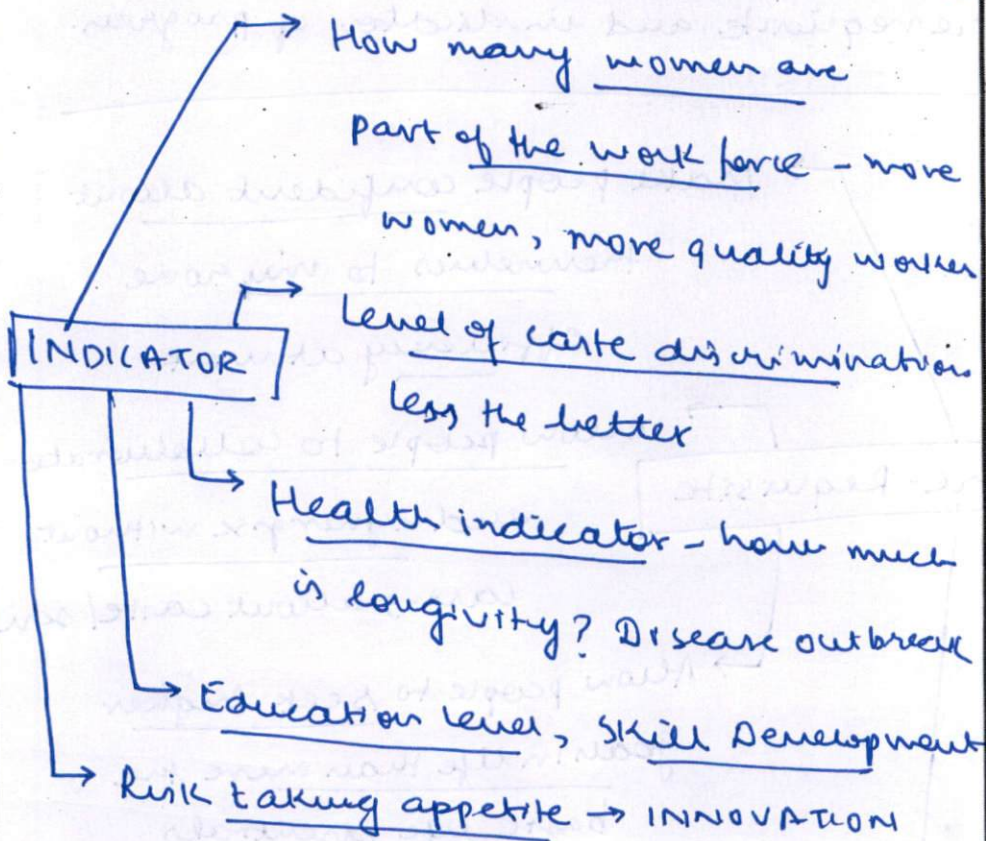 How many women are
part of the work force - more
women, more quality worker
Level of caste discrimination
less the better
INDICATOR
Health indicator - how much
is longivity? Disease outbreak
Education level, Skill Development
Risk taking appetite → INNOVATION